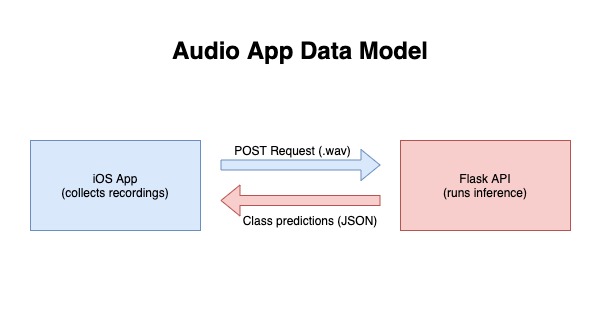 Audio App Data Model
POST Request (.wav)
iOS App
(collects recordings)
Flask API
(runs inference)
Class predictions (JSON)